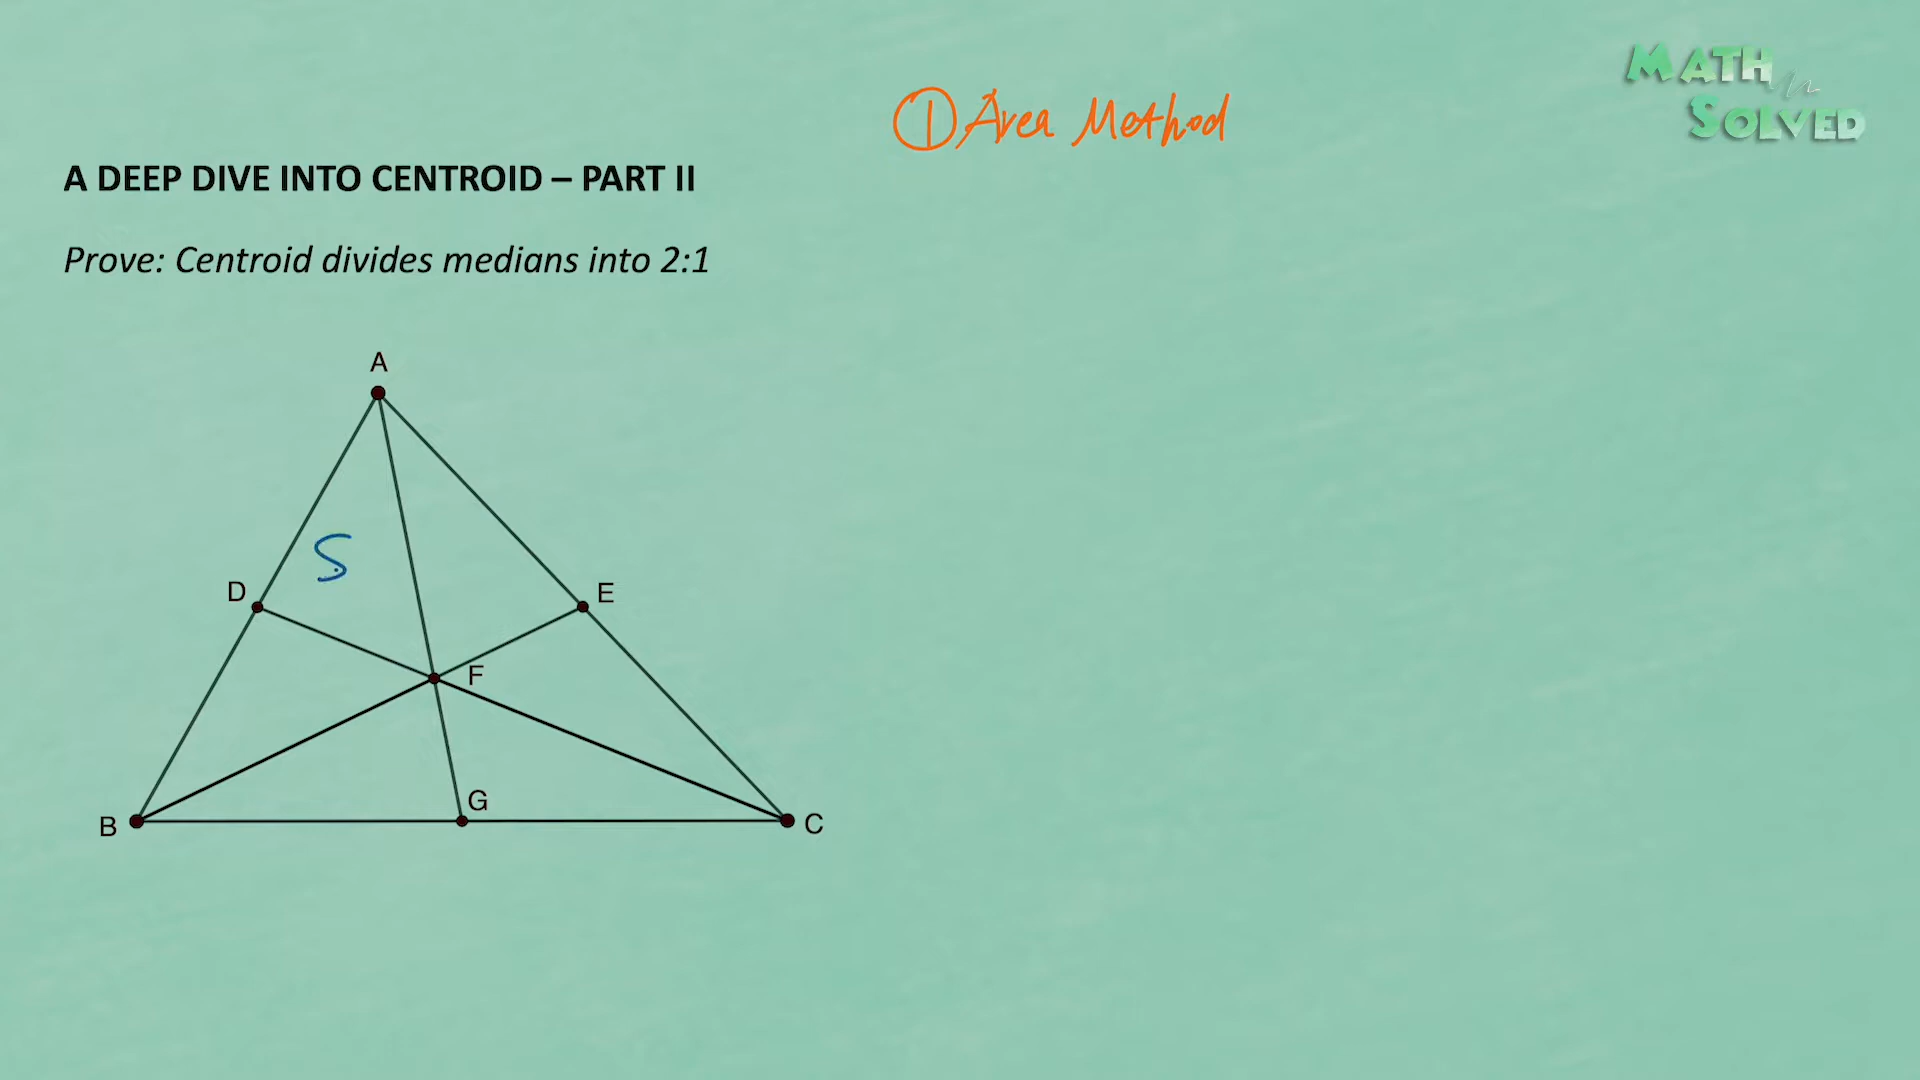 MATH
SOLVED
① Area Method
A DEEP DIVE INTO CENTROID – PART II
Prove: Centroid divides medians into 2:1
A
S
D
E
F
G
B
C